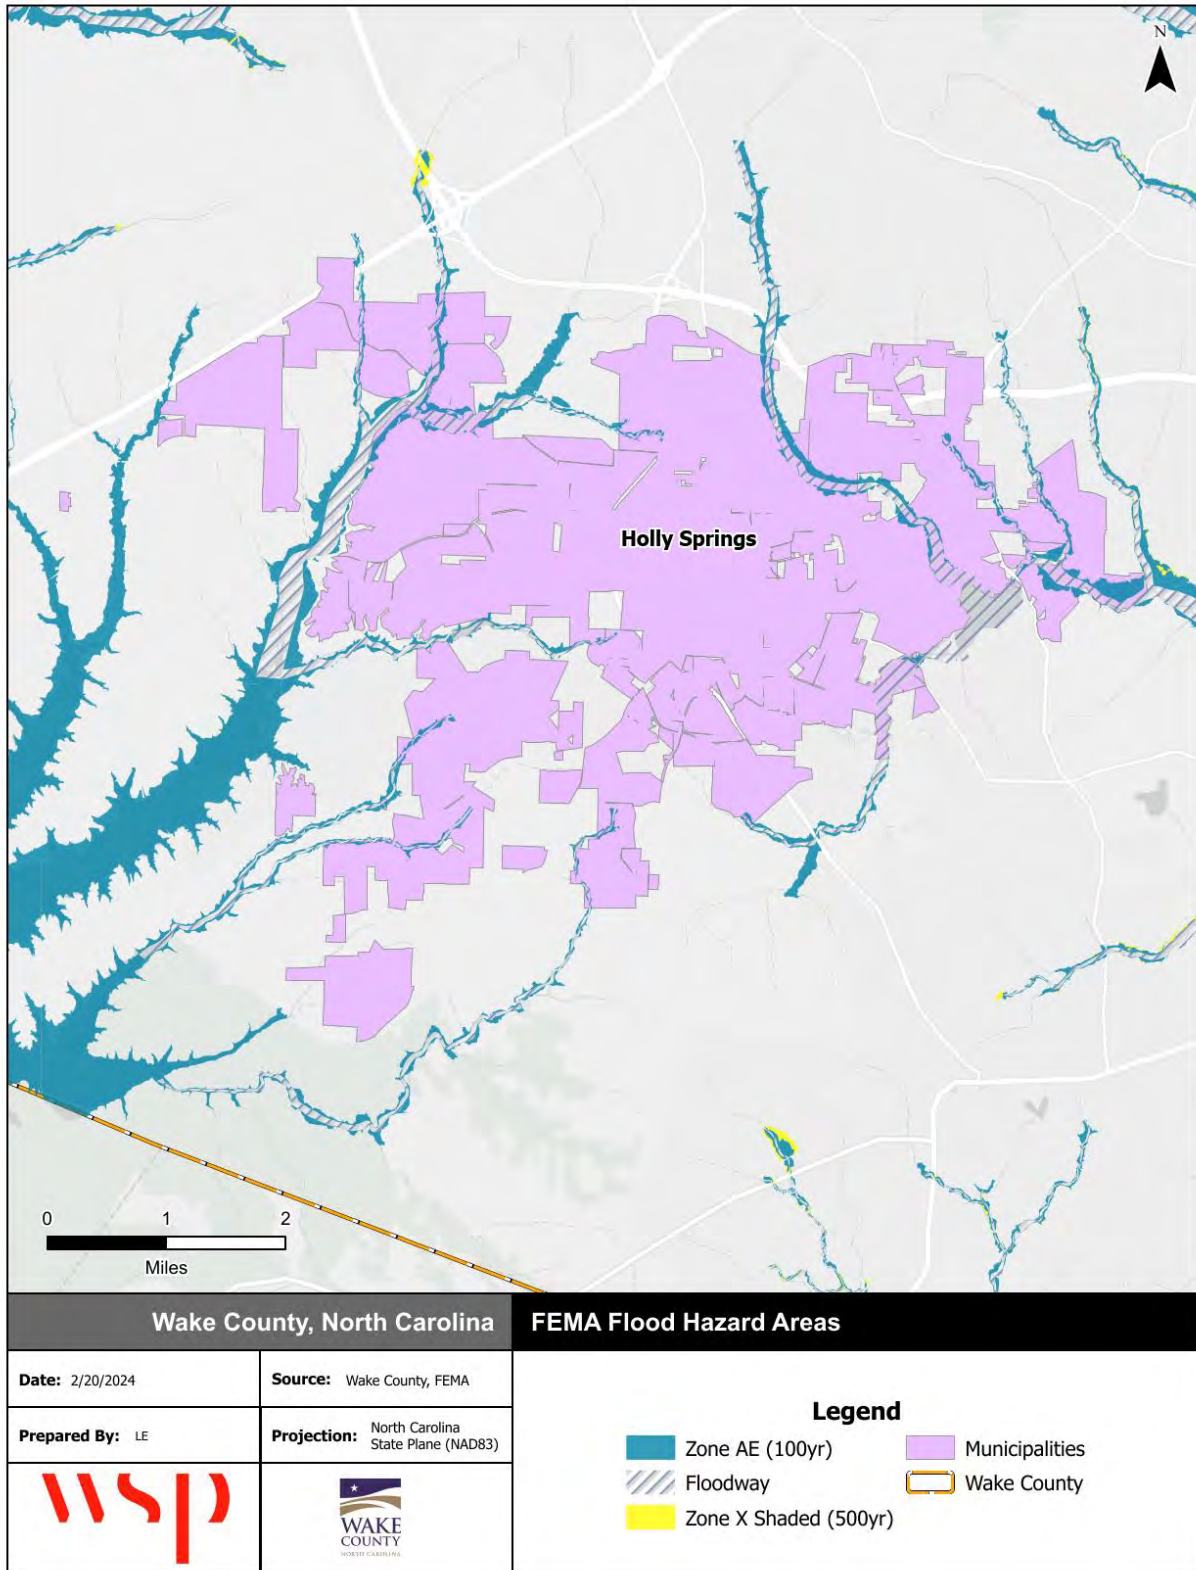 N
Holly Springs
0 1 2
Miles
Wake County, North Carolina
FEMA Flood Hazard Areas
Date: 2/20/2024
Source: Wake County, FEMA
Prepared By: LE
Projection: North Carolina
State Plane (NAD83)
wsp
WAKE
COUNTY
NORTH CAROLINA
Legend
Zone AE (100yr)
Municipalities
Floodway
Wake County
Zone X Shaded (500yr)